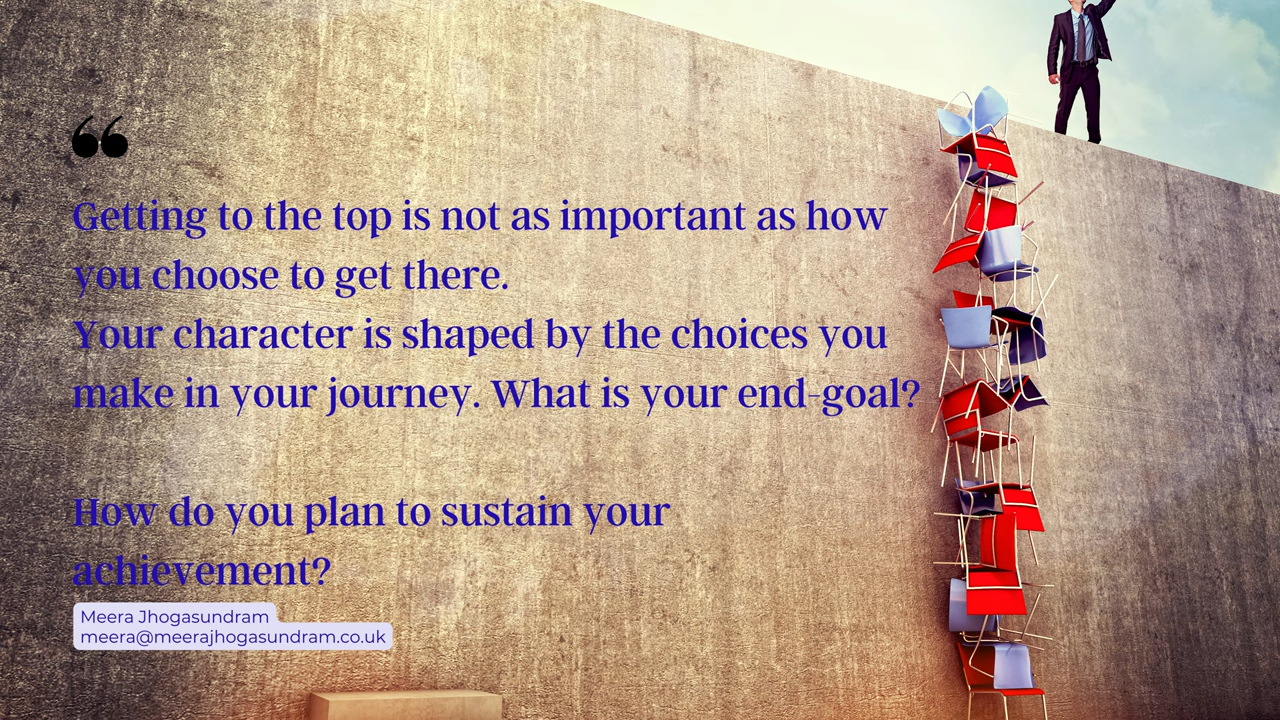 ❝
Getting to the top is not as important as how
you choose to get there.
Your character is shaped by the choices you
make in your journey. What is your end-goal?
How do you plan to sustain your
achievement?
Meera Jhogasundram
meera@meerajhogasundram.co.uk